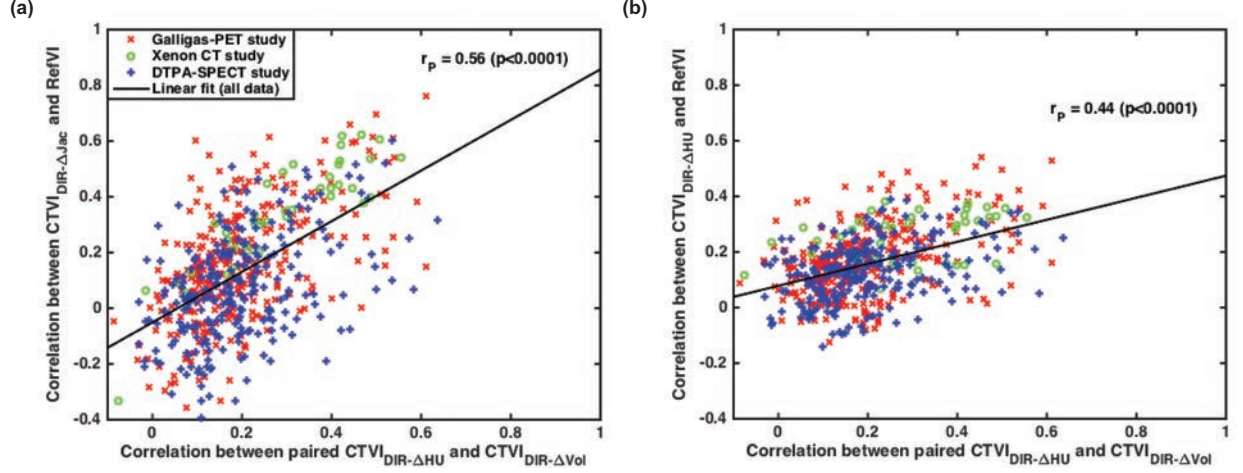 (a)
Correlation between CTVI_DIR-ΔJac and RefVI
1
0.8
0.6
0.4
0.2
0
-0.2
-0.4
Galligas-PET study
Xenon CT study
DTPA-SPECT study
Linear fit (all data)
r_P = 0.56 (p<0.0001)
0 0.2 0.4 0.6 0.8 1
Correlation between paired CTVI_DIR-ΔHU and CTVI_DIR-ΔVol
(b)
Correlation between CTVI_DIR-ΔHU and RefVI
1
0.8
0.6
0.4
0.2
0
-0.2
-0.4
r_P = 0.44 (p<0.0001)
0 0.2 0.4 0.6 0.8 1
Correlation between paired CTVI_DIR-ΔHU and CTVI_DIR-ΔVol